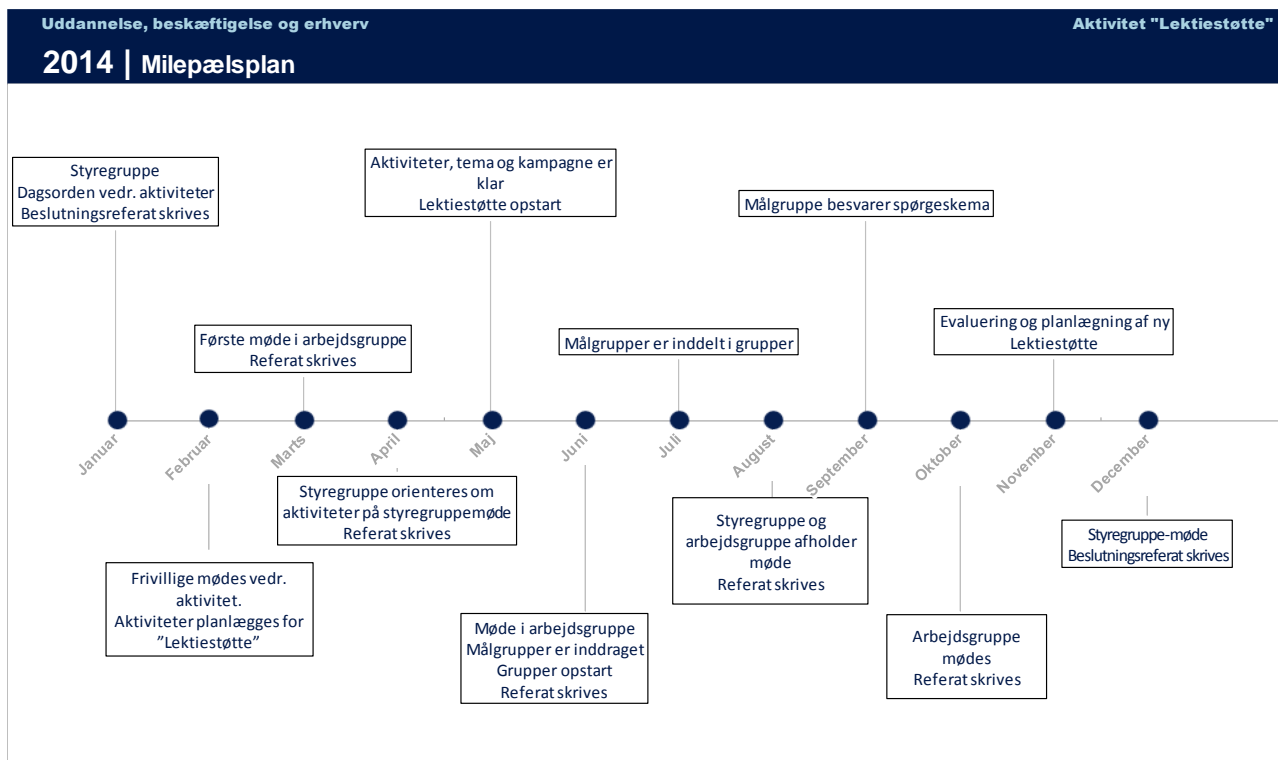 Uddannelse, beskæftigelse og erhverv
Aktivitet "Lektiestøtte"
2014 | Milepælsplan
Styregruppe
Dagsorden vedr. aktiviteter
Beslutningsreferat skrives
Aktiviteter, tema og kampagne er
klar
Lektiestøtte opstart
Målgruppe besvarer spørgeskema
Første møde i arbejdsgruppe
Referat skrives
Målgrupper er inddelt i grupper
Evaluering og planlægning af ny
Lektiestøtte
Januar
Februar
Marts
April
Maj
Juni
Juli
August
September
Oktober
November
December
Styregruppe orienteres om
aktiviteter på styregruppemøde
Referat skrives
Styregruppe og
arbejdsgruppe afholder
møde
Referat skrives
Styregruppe-møde
Beslutningsreferat skrives
Frivillige mødes vedr.
aktivitet.
Aktiviteter planlægges for
”Lektiestøtte”
Møde i arbejdsgruppe
Målgrupper er inddraget
Grupper opstart
Referat skrives
Arbejdsgruppe
mødes
Referat skrives